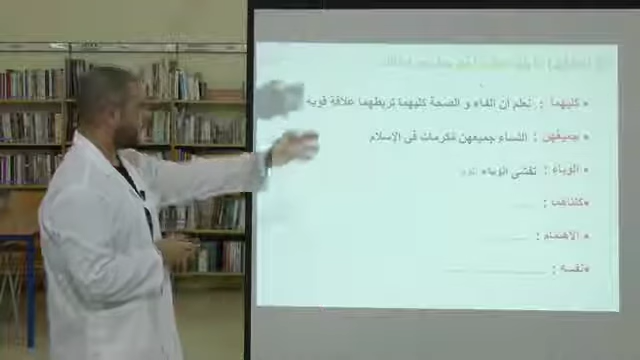 كليهما : نعلم أن الغذاء و الصحة كليهما تربطهما علاقة قوية
جميعهن : النساء جميعهن مكرمات في الإسلام
الوباء : تفشى الوباء
كلتاهما :
الاهتمام :
نفسه :